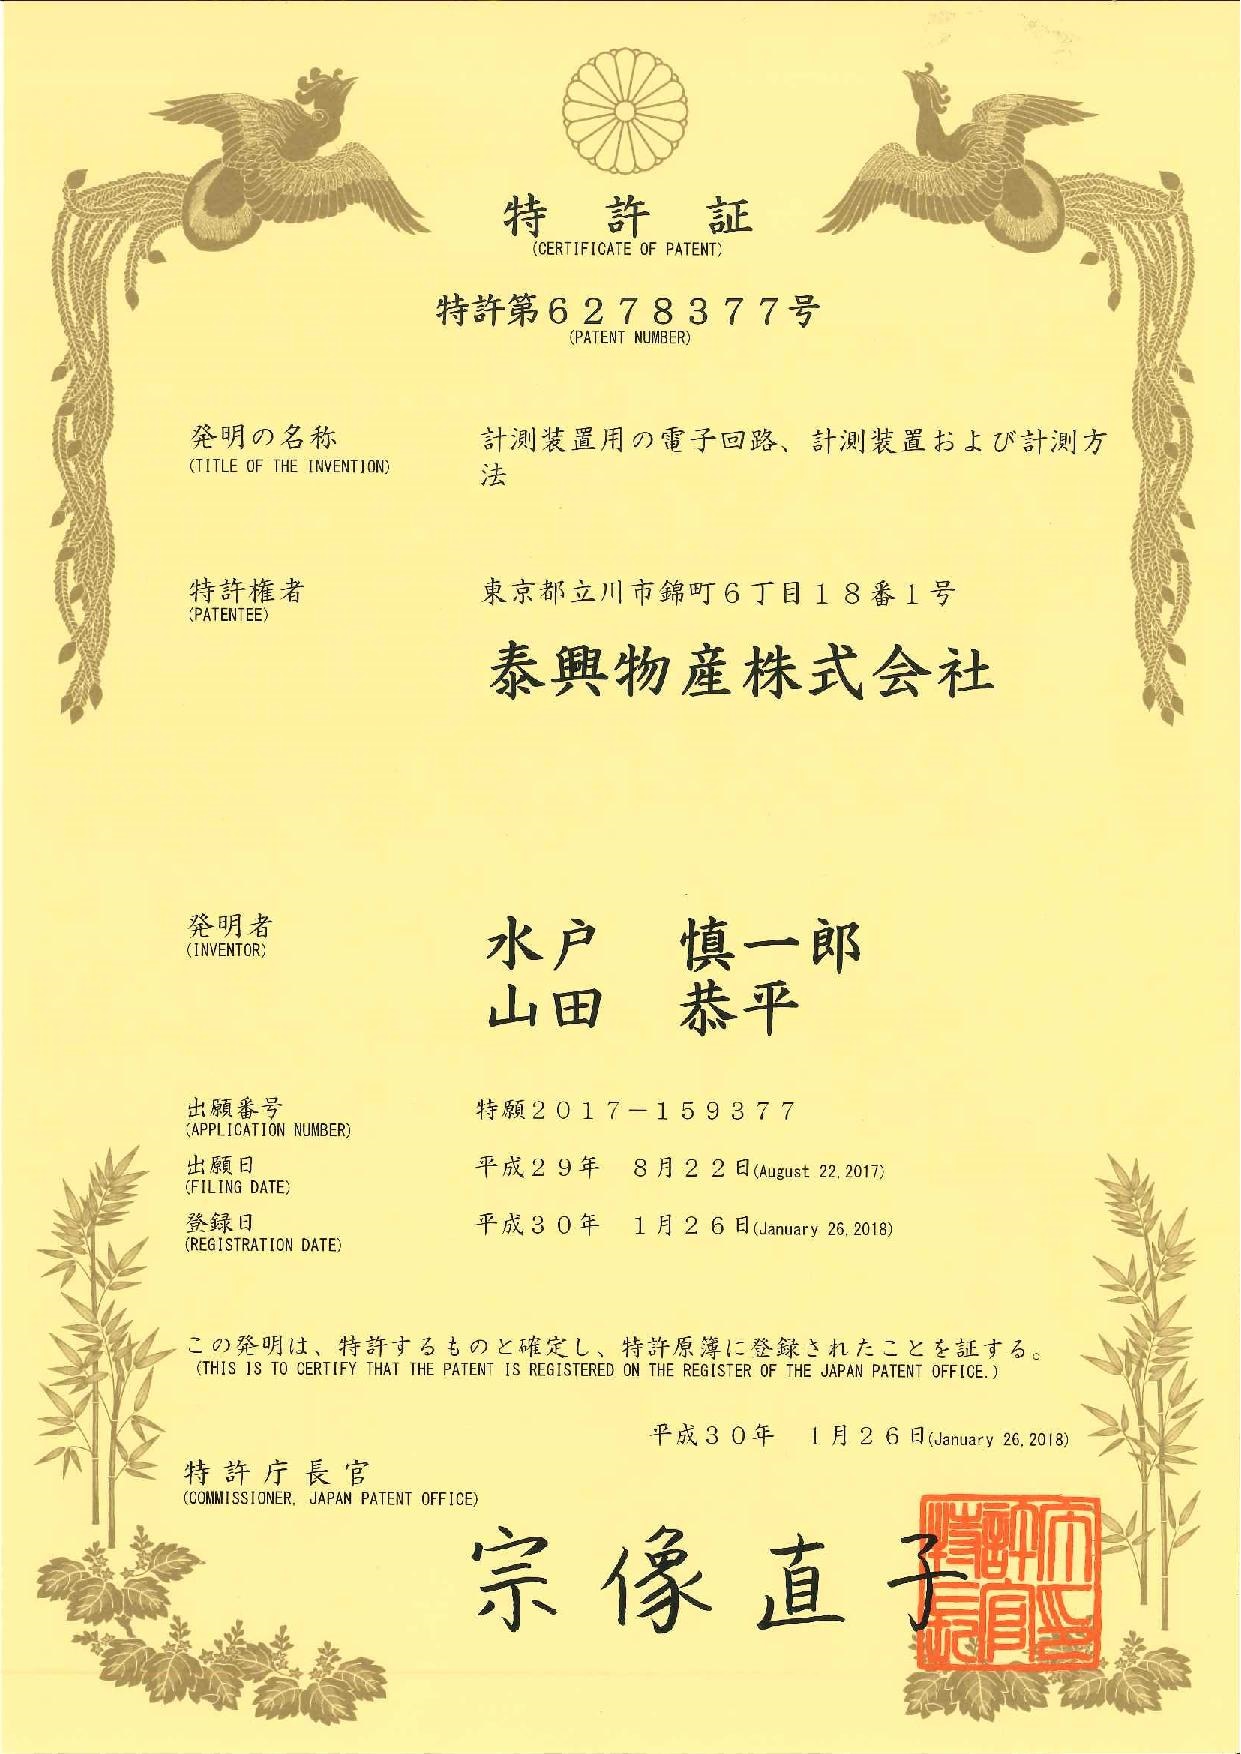 特許証
(CERTIFICATE OF PATENT)
特許第６２７８３７７号
(PATENT NUMBER)
発明の名称
(TITLE OF THE INVENTION)
計測装置用の電子回路、計測装置および計測方
法
特許権者
(PATENTEE)
東京都立川市錦町６丁目１８番１号
泰興物産株式会社
発明者
(INVENTOR)
水戸　慎一郎
山田　恭平
出願番号
(APPLICATION NUMBER)
特願２０１７－１５９３７７
出願日
(FILING DATE)
平成２９年　８月２２日(August 22,2017)
登録日
(REGISTRATION DATE)
平成３０年　１月２６日(January 26,2018)
この発明は、特許するものと確定し、特許原簿に登録されたことを証する。
(THIS IS TO CERTIFY THAT THE PATENT IS REGISTERED ON THE REGISTER OF THE JAPAN PATENT OFFICE.)
平成３０年　１月２６日(January 26,2018)
特許庁長官
(COMMISSIONER, JAPAN PATENT OFFICE)
宗像直子